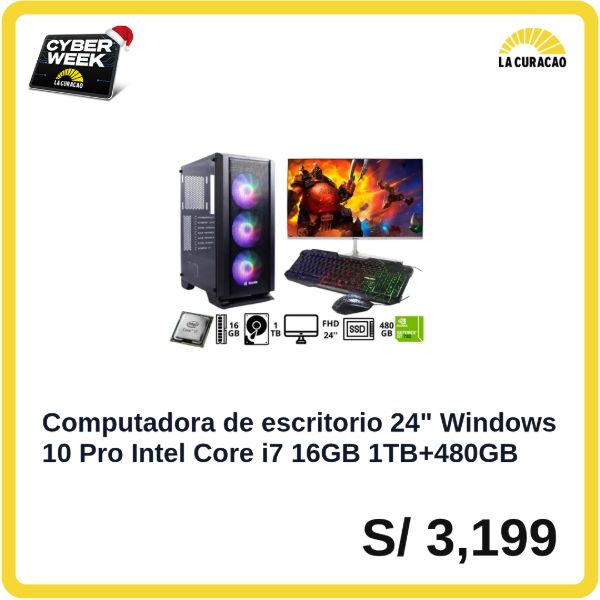 CYBER
WEEK
LA CURACAO
LA CURACAO
16
GB
1
TB
FHD
24"
SSD
480
GB
Computadora de escritorio 24" Windows
10 Pro Intel Core i7 16GB 1TB+480GB
S/ 3,199